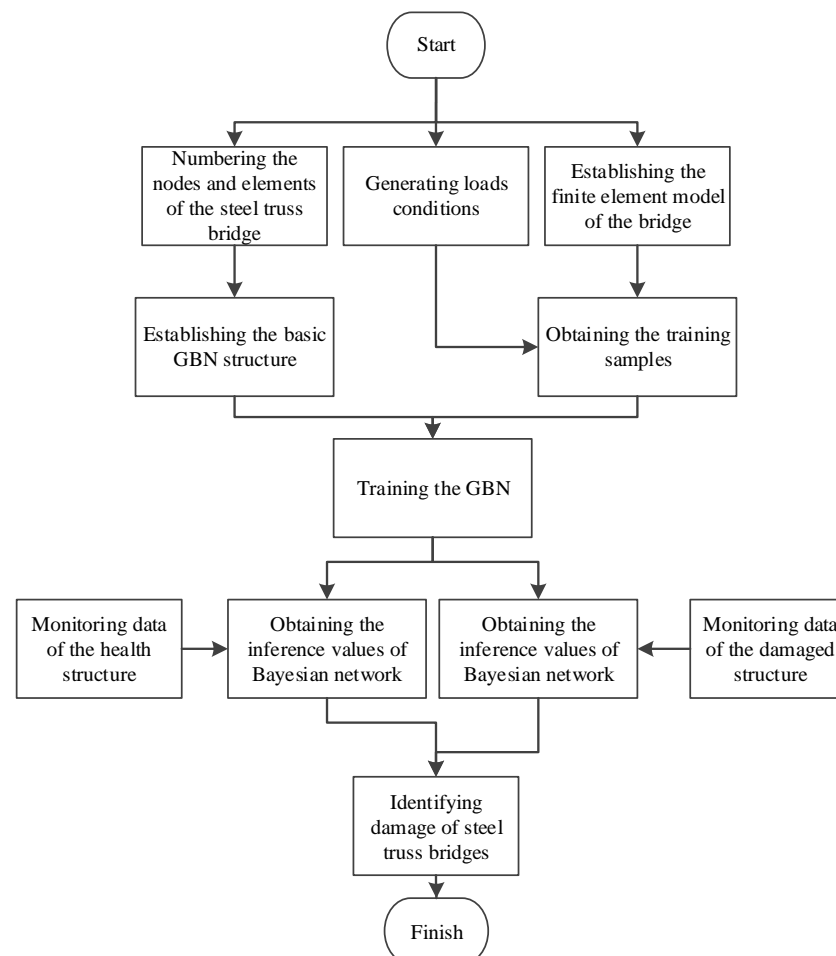 Start
Numbering the
nodes and elements
of the steel truss
bridge
Generating loads
conditions
Establishing the
finite element model
of the bridge
Establishing the basic
GBN structure
Obtaining the training
samples
Training the GBN
Monitoring data
of the health
structure
Obtaining the
inference values of
Bayesian network
Obtaining the
inference values of
Bayesian network
Monitoring data
of the damaged
structure
Identifying
damage of steel
truss bridges
Finish